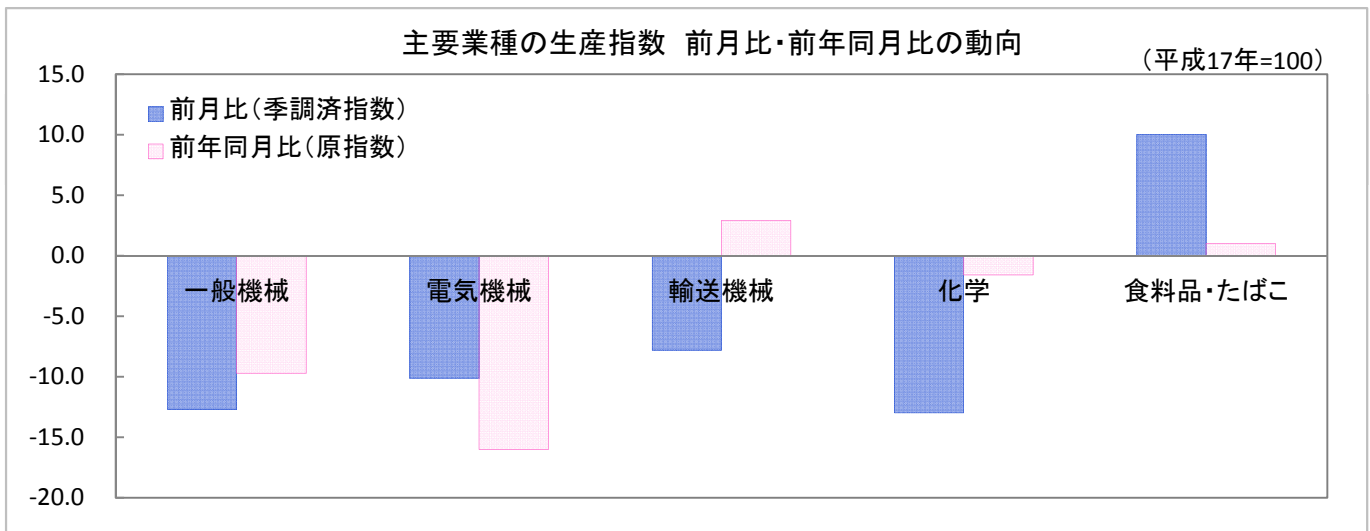 主要業種の生産指数 前月比・前年同月比の動向
（平成17年=100）
15.0
前月比（季調済指数）
10.0
前年同月比（原指数）
5.0
0.0
一般機械 電気機械 輸送機械 化学 食料品・たばこ
-5.0
-10.0
-15.0
-20.0